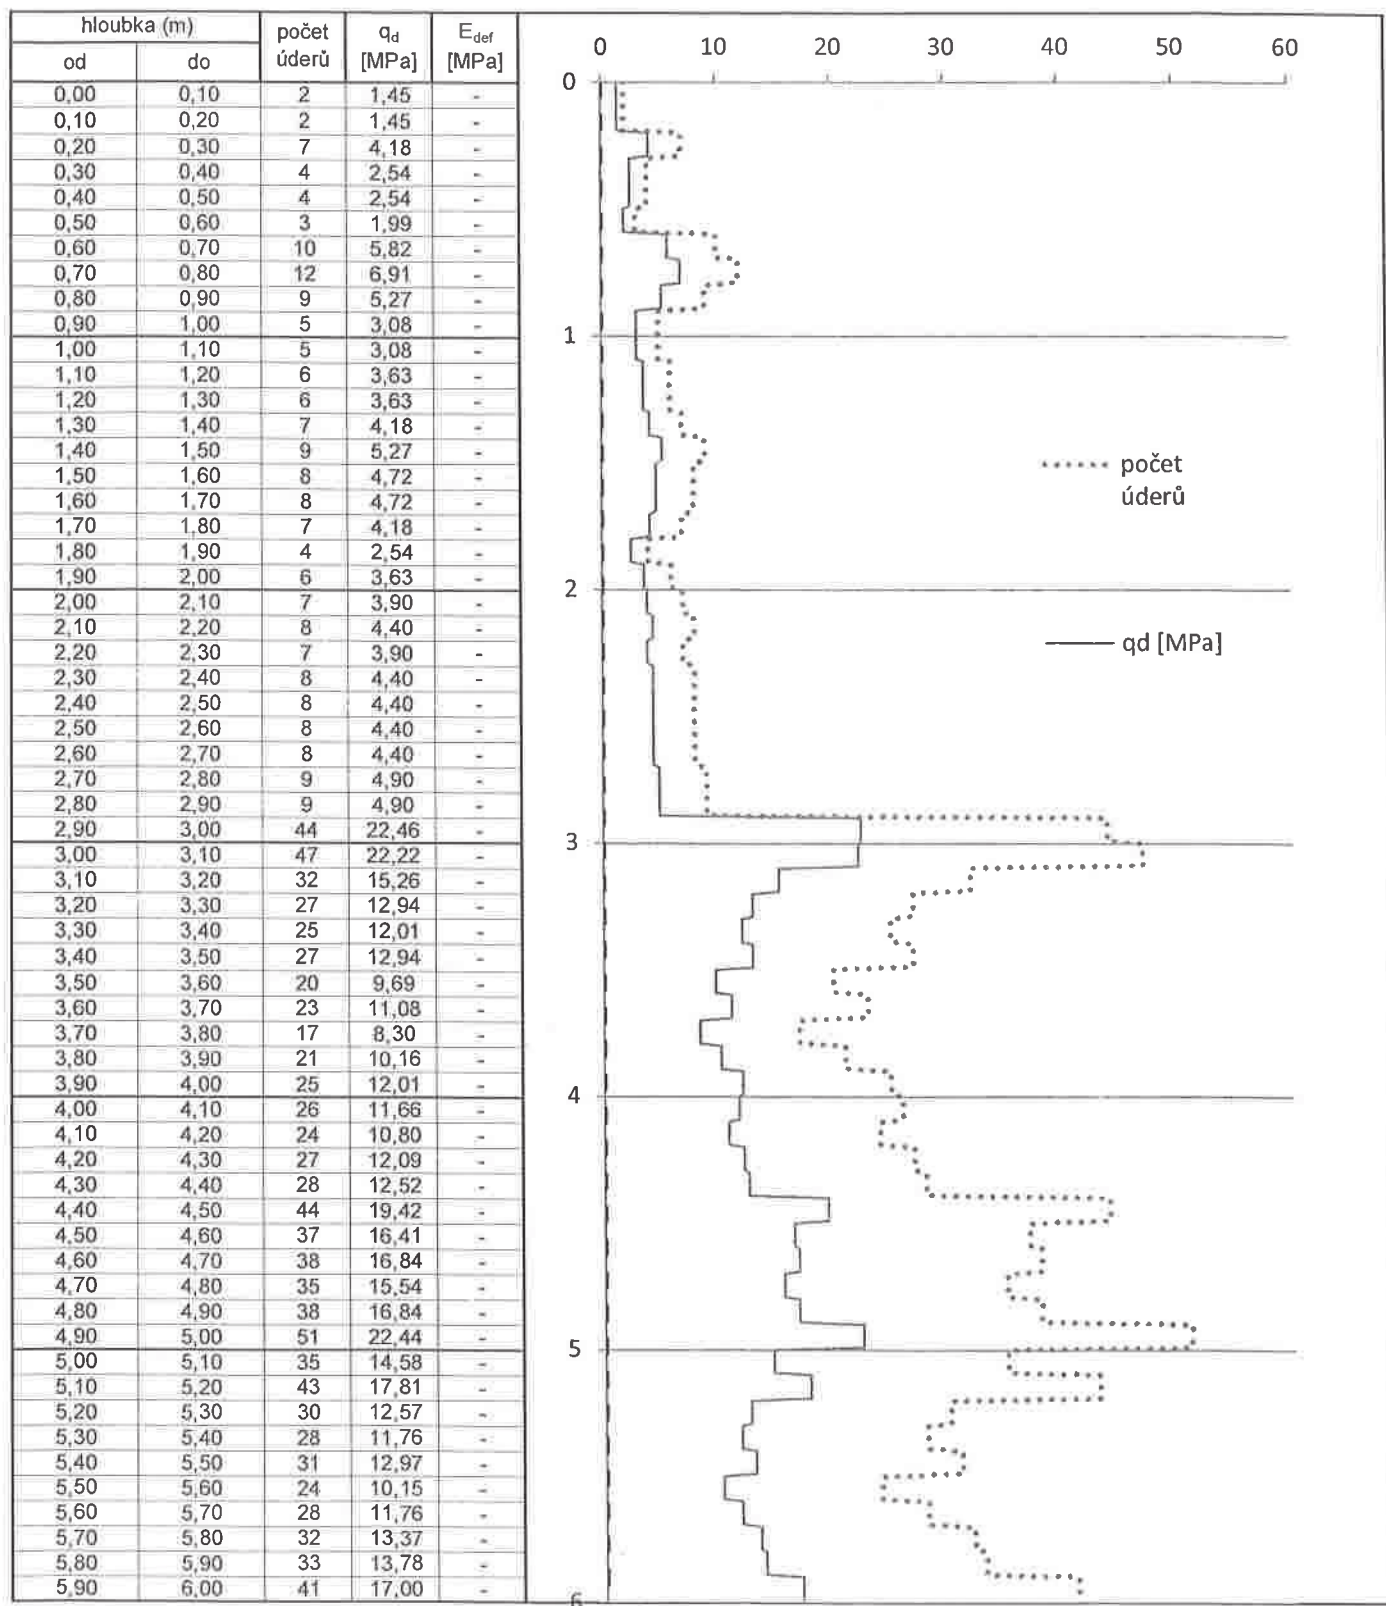 hloubka (m) počet úderů qd [MPa] Edef [MPa]
od do
0,00 0,10 2 1,45 -
0,10 0,20 2 1,45 -
0,20 0,30 7 4,18 -
0,30 0,40 4 2,54 -
0,40 0,50 4 2,54 -
0,50 0,60 3 1,99 -
0,60 0,70 10 5,82 -
0,70 0,80 12 6,91 -
0,80 0,90 9 5,27 -
0,90 1,00 5 3,08 -
1,00 1,10 5 3,08 -
1,10 1,20 6 3,63 -
1,20 1,30 6 3,63 -
1,30 1,40 7 4,18 -
1,40 1,50 9 5,27 -
1,50 1,60 8 4,72 -
1,60 1,70 8 4,72 -
1,70 1,80 7 4,18 -
1,80 1,90 4 2,54 -
1,90 2,00 6 3,63 -
2,00 2,10 7 3,90 -
2,10 2,20 8 4,40 -
2,20 2,30 7 3,90 -
2,30 2,40 8 4,40 -
2,40 2,50 8 4,40 -
2,50 2,60 8 4,40 -
2,60 2,70 8 4,40 -
2,70 2,80 9 4,90 -
2,80 2,90 9 4,90 -
2,90 3,00 44 22,46 -
3,00 3,10 47 22,22 -
3,10 3,20 32 15,26 -
3,20 3,30 27 12,94 -
3,30 3,40 25 12,01 -
3,40 3,50 27 12,94 -
3,50 3,60 20 9,69 -
3,60 3,70 23 11,08 -
3,70 3,80 17 8,30 -
3,80 3,90 21 10,16 -
3,90 4,00 25 12,01 -
4,00 4,10 26 11,66 -
4,10 4,20 24 10,80 -
4,20 4,30 27 12,09 -
4,30 4,40 28 12,52 -
4,40 4,50 44 19,42 -
4,50 4,60 37 16,41 -
4,60 4,70 38 16,84 -
4,70 4,80 35 15,54 -
4,80 4,90 38 16,84 -
4,90 5,00 51 22,44 -
5,00 5,10 35 14,58 -
5,10 5,20 43 17,81 -
5,20 5,30 30 12,57 -
5,30 5,40 28 11,76 -
5,40 5,50 31 12,97 -
5,50 5,60 24 10,15 -
5,60 5,70 28 11,76 -
5,70 5,80 32 13,37 -
5,80 5,90 33 13,78 -
5,90 6,00 41 17,00 -
0 10 20 30 40 50 60
0
1
počet
úderů
2
qd [MPa]
3
4
5
6